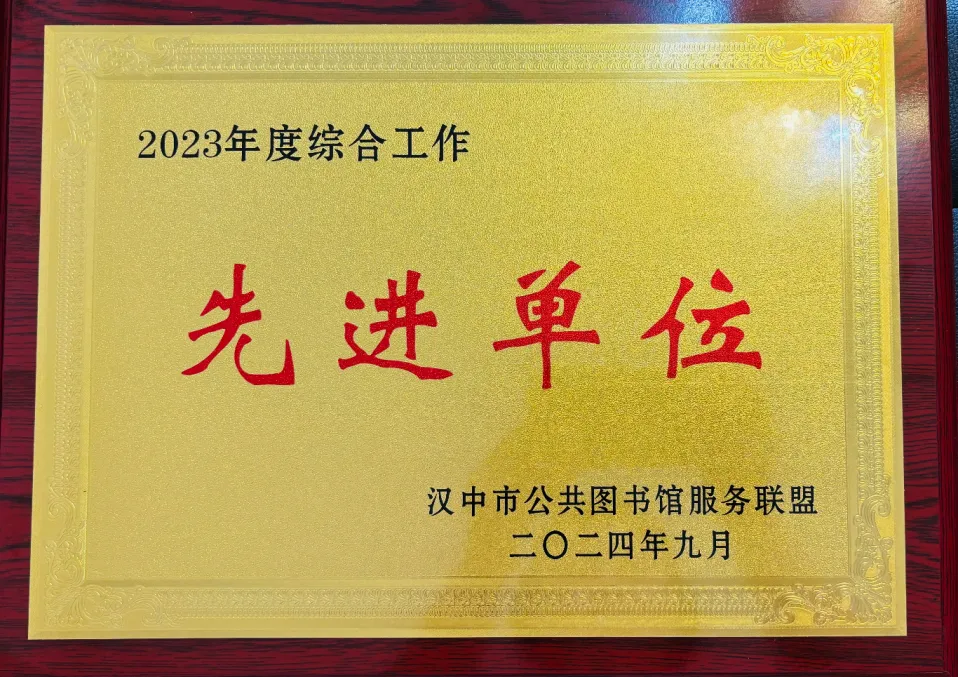 2023年度综合工作
先进单位
汉中市公共图书馆服务联盟
二〇二四年九月